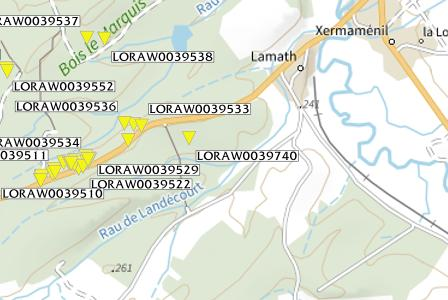 LORAW0039537
Bois le Marquis
Rau de
Xermaménil
la Lo
LORAW0039538
Lamath
LORAW0039552
LORAW0039536
LORAW0039533
241
LORAW0039534
LORAW0039740
0039511
LORAW0039529
LORAW0039522
LORAW0039510
Rau de Landécourt
261